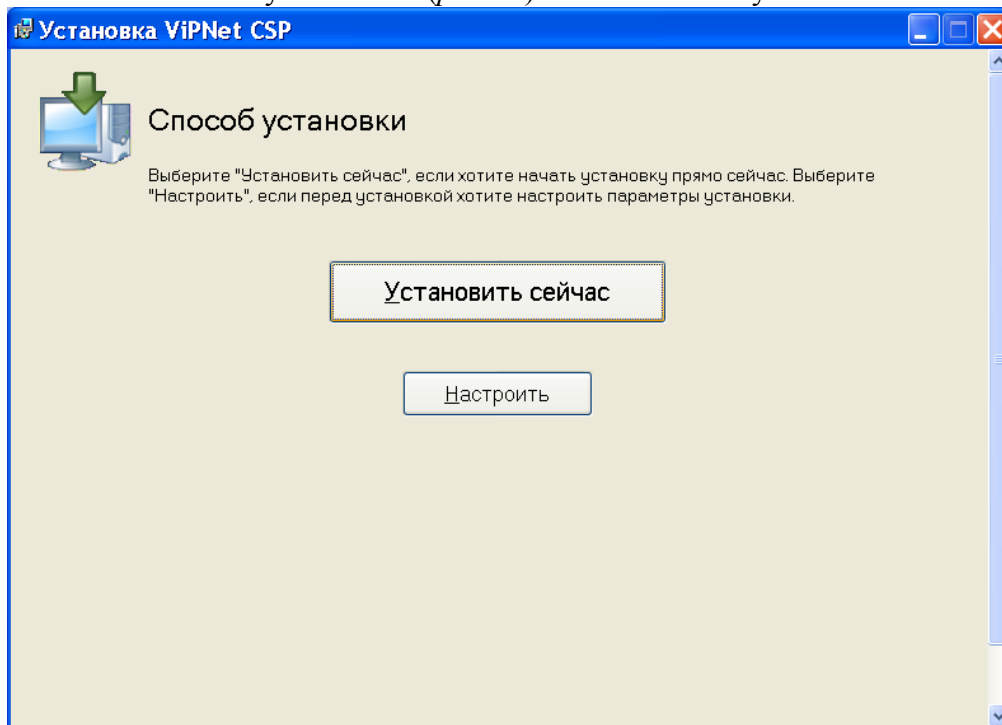 Установка ViPNet CSP
Способ установки
Выберите "Установить сейчас", если хотите начать установку прямо сейчас. Выберите
"Настроить", если перед установкой хотите настроить параметры установки.
Установить сейчас
Настроить